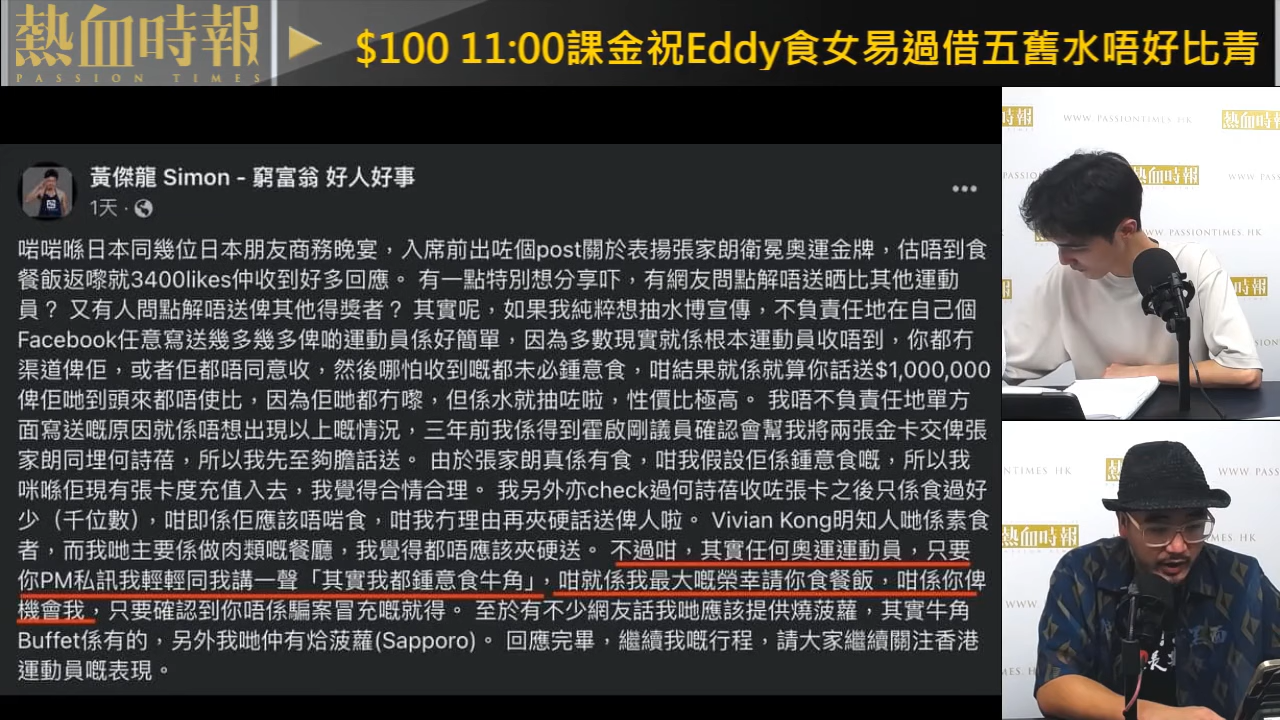 熱血時報
PASSION TIMES
$100 11:00課金祝Eddy食女易過借五舊水唔好比青
黃傑龍 Simon - 窮富翁 好人好事
1天 ·
啱啱喺日本同幾位日本朋友商務晚宴，入席前出咗個post關於表揚張家朗衛冕奧運金牌，估唔到食
餐飯返嚟就3400likes仲收到好多回應。 有一點特別想分享吓，有網友問點解唔送晒比其他運動
員？ 又有人問點解唔送俾其他得獎者？ 其實呢，如果我純粹想抽水博宣傳，不負責任地在自己個
Facebook任意寫送幾多幾多俾啲運動員係好簡單，因為多數現實就係根本運動員收唔到，你都冇
渠道俾佢，或者佢都唔同意收，然後哪怕收到嘅都未必鍾意食，咁結果就係就算你話送$1,000,000
俾佢哋到頭來都唔使比，因為佢哋都冇嚟，但係水就抽咗啦，性價比極高。 我唔不負責任地單方
面寫送嘅原因就係唔想出現以上嘅情況，三年前我係得到霍啟剛議員確認會幫我將兩張金卡交俾張
家朗同埋何詩蓓，所以我先至夠膽話送。 由於張家朗真係有食，咁我假設佢係鍾意食嘅，所以我
咪喺佢現有張卡度充值入去，我覺得合情合理。 我另外亦check過何詩蓓收咗張卡之後只係食過好
少（千位數），咁即係佢應該唔啱食，咁我冇理由再夾硬話送俾人啦。 Vivian Kong明知人哋係素食
者，而我哋主要係做肉類嘅餐廳，我覺得都唔應該夾硬送。 不過咁，其實任何奧運運動員，只要
你PM私訊我輕輕同我講一聲「其實我都鍾意食牛角」，咁就係我最大嘅榮幸請你食餐飯，咁係你俾
機會我，只要確認到你唔係騙案冒充嘅就得。 至於有不少網友話我哋應該提供燒菠蘿，其實牛角
Buffet係有的，另外我哋仲有烚菠蘿(Sapporo)。 回應完畢，繼續我嘅行程，請大家繼續關注香港
運動員嘅表現。
時報
WWW.PASSIONTIMES.HK
熱血時報
熱血時報
WWW.PASSIONTIMES.HK
時報
熱血時報
NTIMES.HK
WWW.PASS
熱血時報